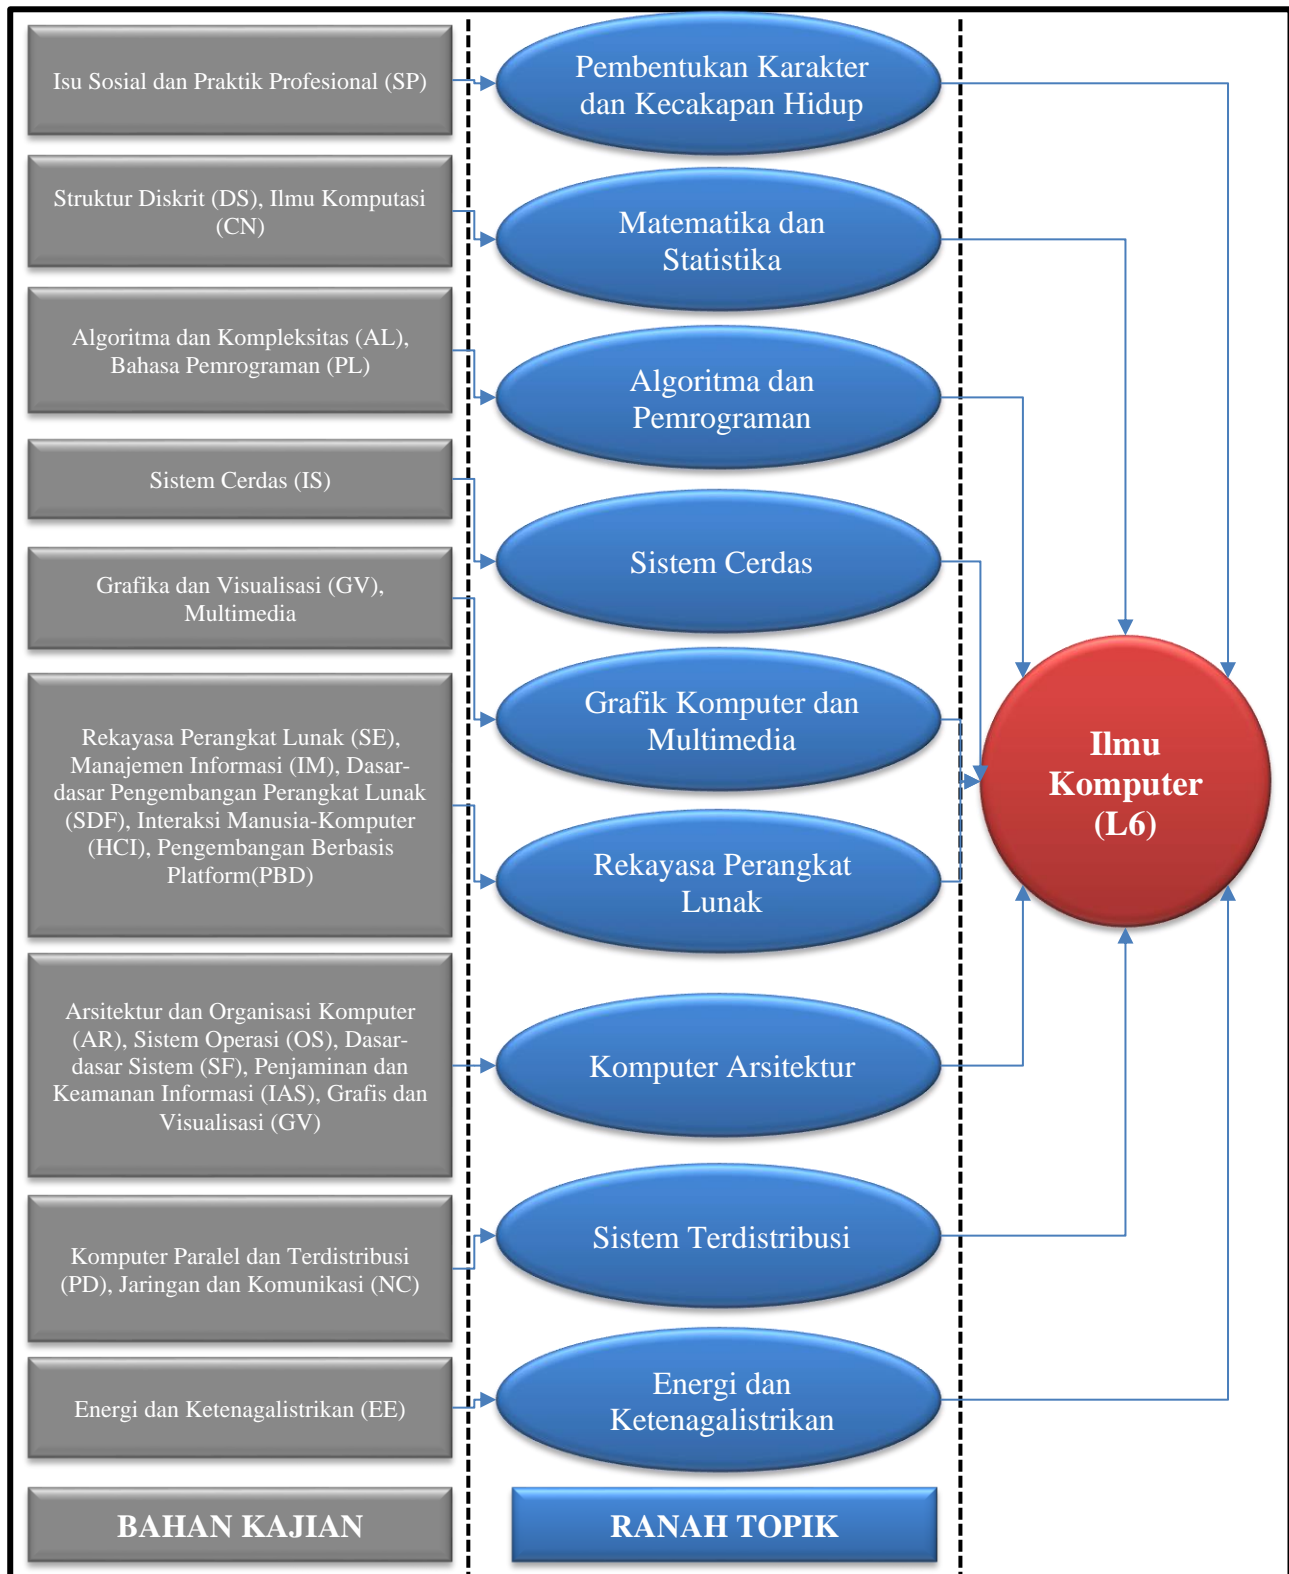 Isu Sosial dan Praktik Profesional (SP)
Pembentukan Karakter
dan Kecakapan Hidup
Struktur Diskrit (DS), Ilmu Komputasi
(CN)
Matematika dan
Statistika
Algoritma dan Kompleksitas (AL),
Bahasa Pemrograman (PL)
Algoritma dan
Pemrograman
Sistem Cerdas (IS)
Sistem Cerdas
Grafika dan Visualisasi (GV),
Multimedia
Grafik Komputer dan
Multimedia
Rekayasa Perangkat Lunak (SE),
Manajemen Informasi (IM), Dasar-
dasar Pengembangan Perangkat Lunak
(SDF), Interaksi Manusia-Komputer
(HCI), Pengembangan Berbasis
Platform(PBD)
Rekayasa Perangkat
Lunak
Ilmu
Komputer
(L6)
Arsitektur dan Organisasi Komputer
(AR), Sistem Operasi (OS), Dasar-
dasar Sistem (SF), Penjaminan dan
Keamanan Informasi (IAS), Grafis dan
Visualisasi (GV)
Komputer Arsitektur
Komputer Paralel dan Terdistribusi
(PD), Jaringan dan Komunikasi (NC)
Sistem Terdistribusi
Energi dan Ketenagalistrikan (EE)
Energi dan
Ketenagalistrikan
BAHAN KAJIAN
RANAH TOPIK